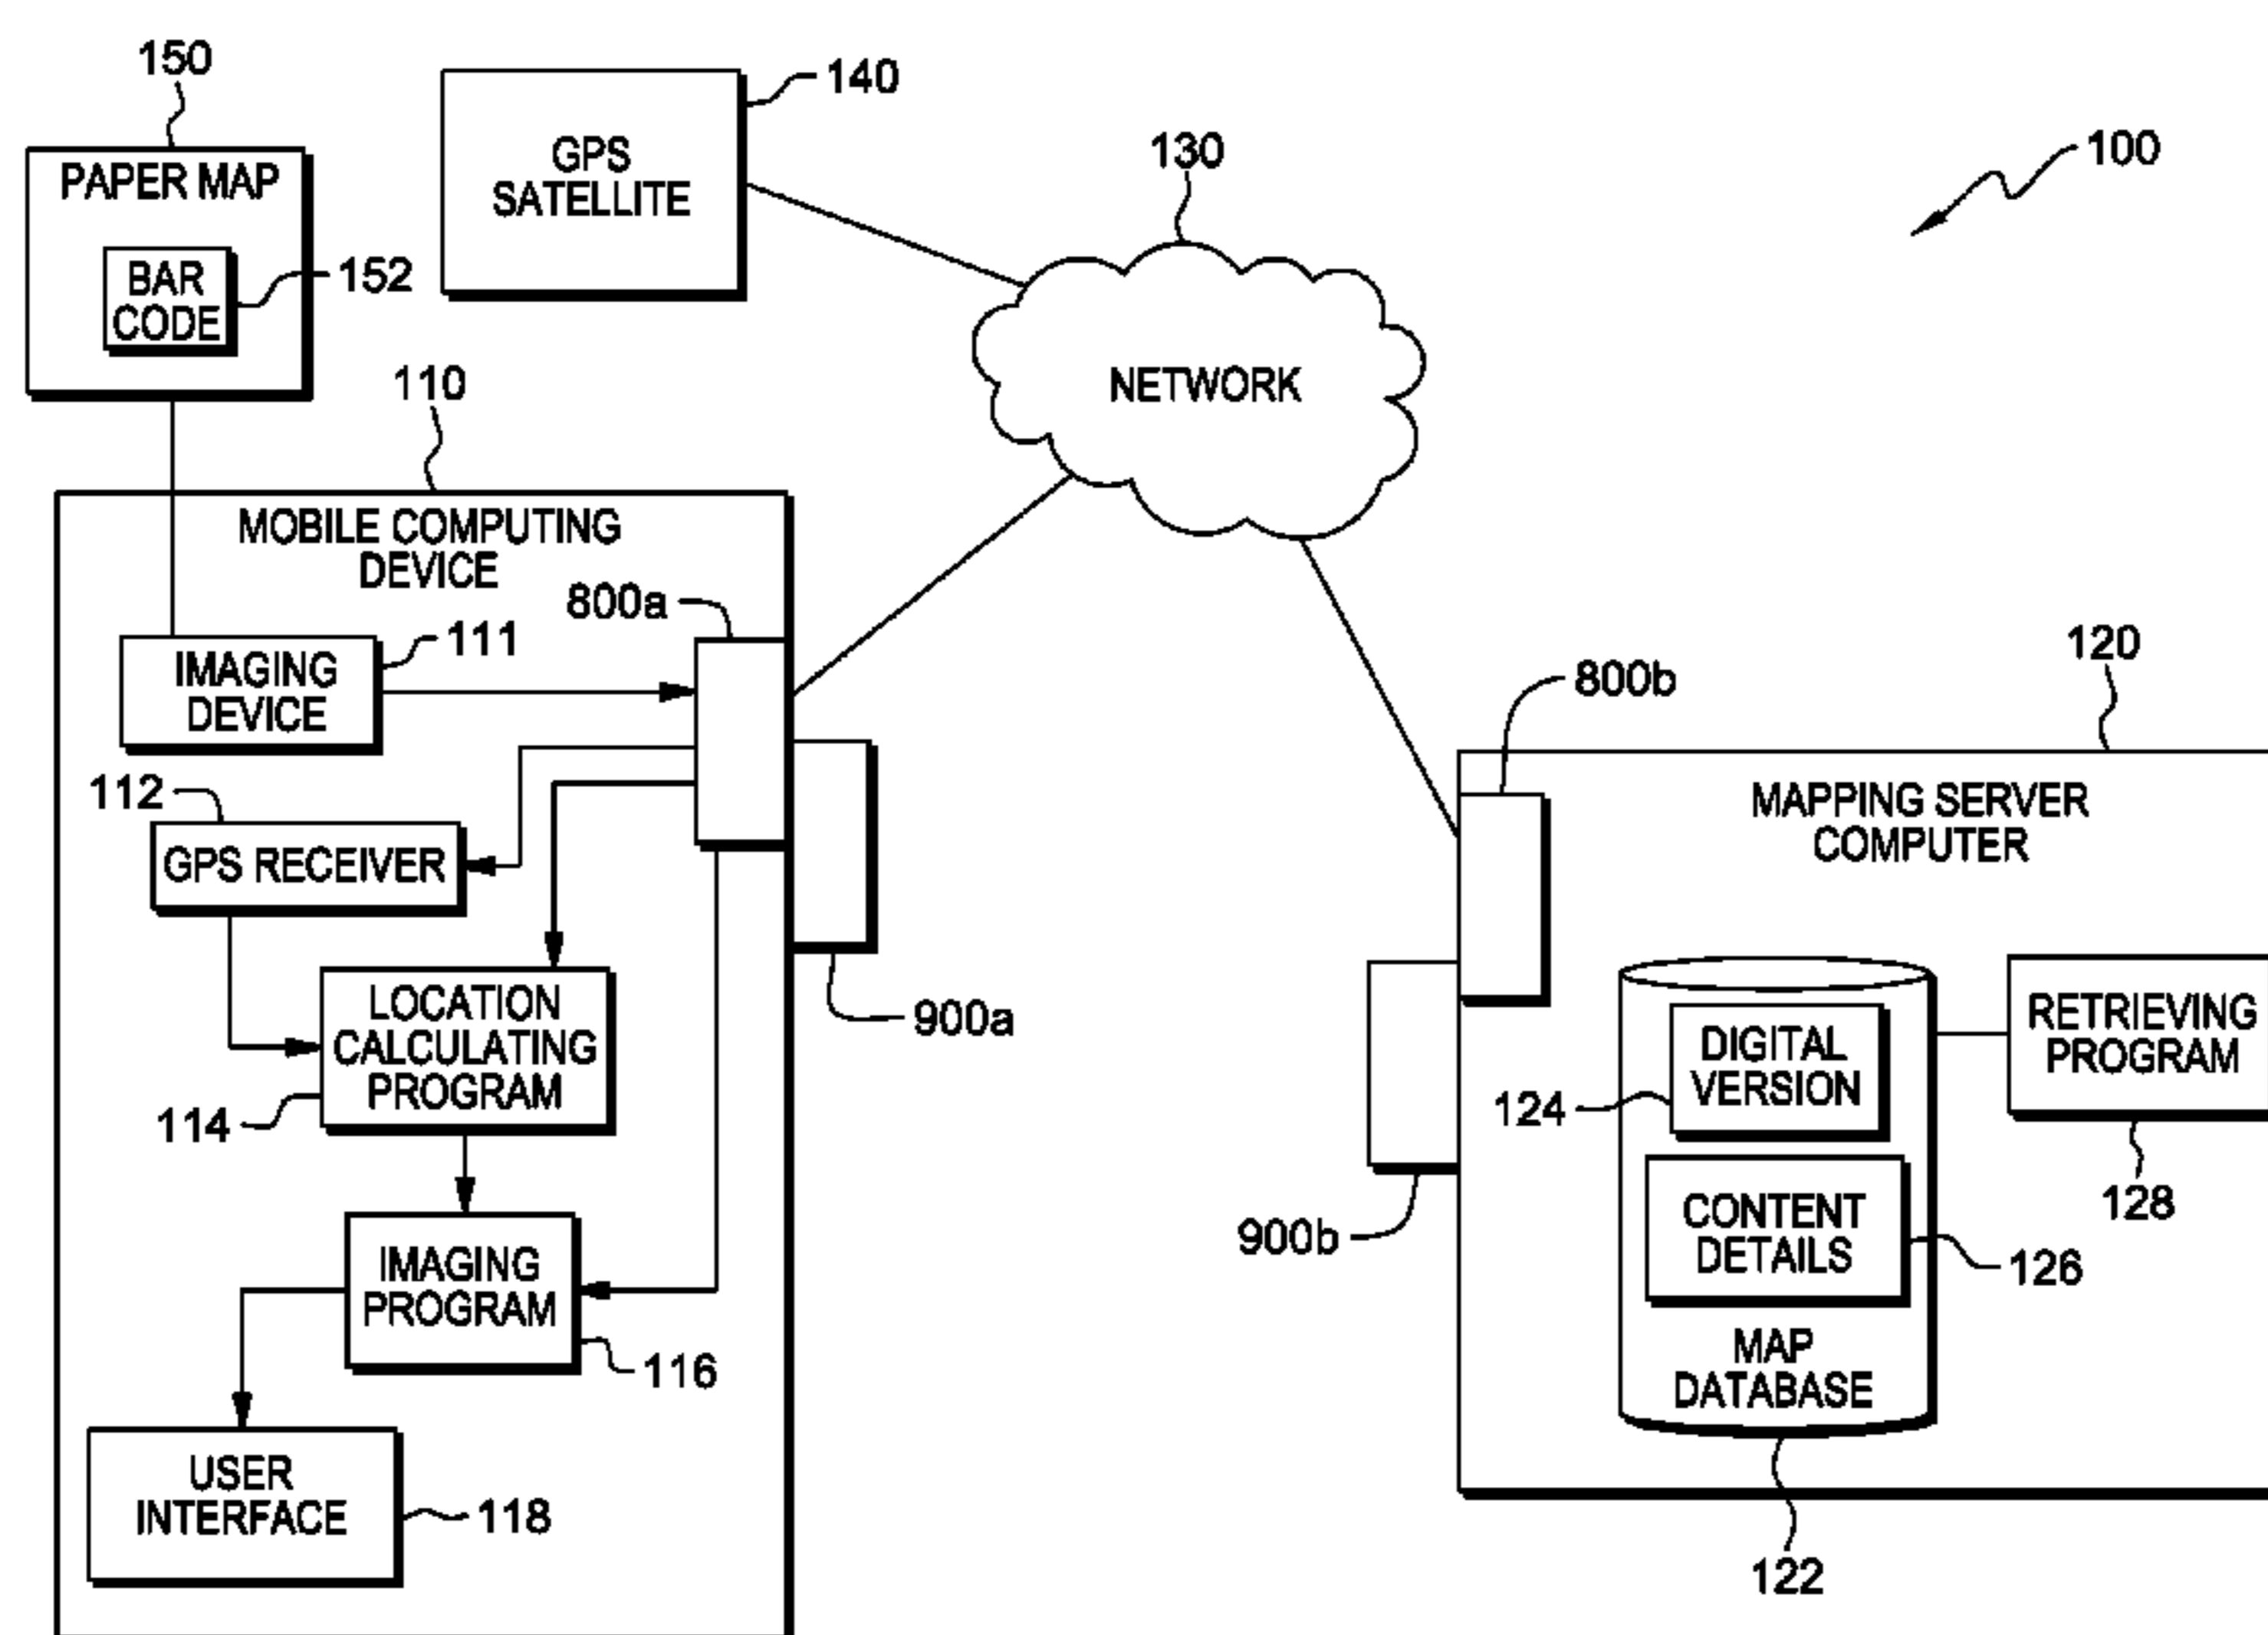 150
140
130
100
PAPER MAP
BAR
CODE
152
GPS
SATELLITE
NETWORK
110
MOBILE COMPUTING
DEVICE
800a
IMAGING
DEVICE
111
112
GPS RECEIVER
LOCATION
CALCULATING
PROGRAM
114
900a
IMAGING
PROGRAM
116
USER
INTERFACE
118
800b
120
MAPPING SERVER
COMPUTER
900b
DIGITAL
VERSION
124
CONTENT
DETAILS
126
MAP
DATABASE
122
RETRIEVING
PROGRAM
128